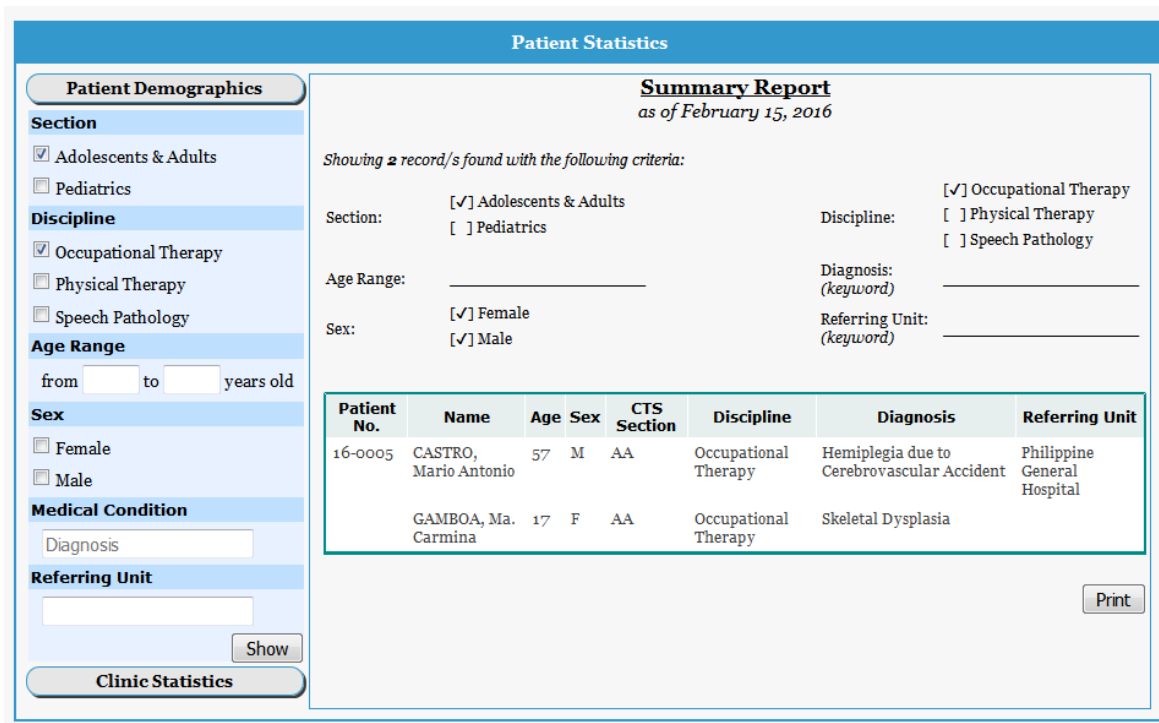 Patient Statistics
Patient Demographics
Section
☑ Adolescents & Adults
☐ Pediatrics
Discipline
☑ Occupational Therapy
☐ Physical Therapy
☐ Speech Pathology
Age Range
from to years old
Sex
☐ Female
☐ Male
Medical Condition
Diagnosis
Referring Unit
Show
Clinic Statistics
Summary Report
as of February 15, 2016
Showing 2 record/s found with the following criteria:
Section:
[✓] Adolescents & Adults
[ ] Pediatrics
Discipline:
[✓] Occupational Therapy
[ ] Physical Therapy
[ ] Speech Pathology
Age Range:
Diagnosis:
(keyword)
Sex:
[✓] Female
[✓] Male
Referring Unit:
(keyword)
Patient No. Name Age Sex CTS Section Discipline Diagnosis Referring Unit
16-0005 CASTRO, 57 M AA Occupational Hemiplegia due to Philippine
Mario Antonio Therapy Cerebrovascular Accident General
Hospital
GAMBOA, Ma. 17 F AA Occupational Skeletal Dysplasia
Carmina Therapy
Print